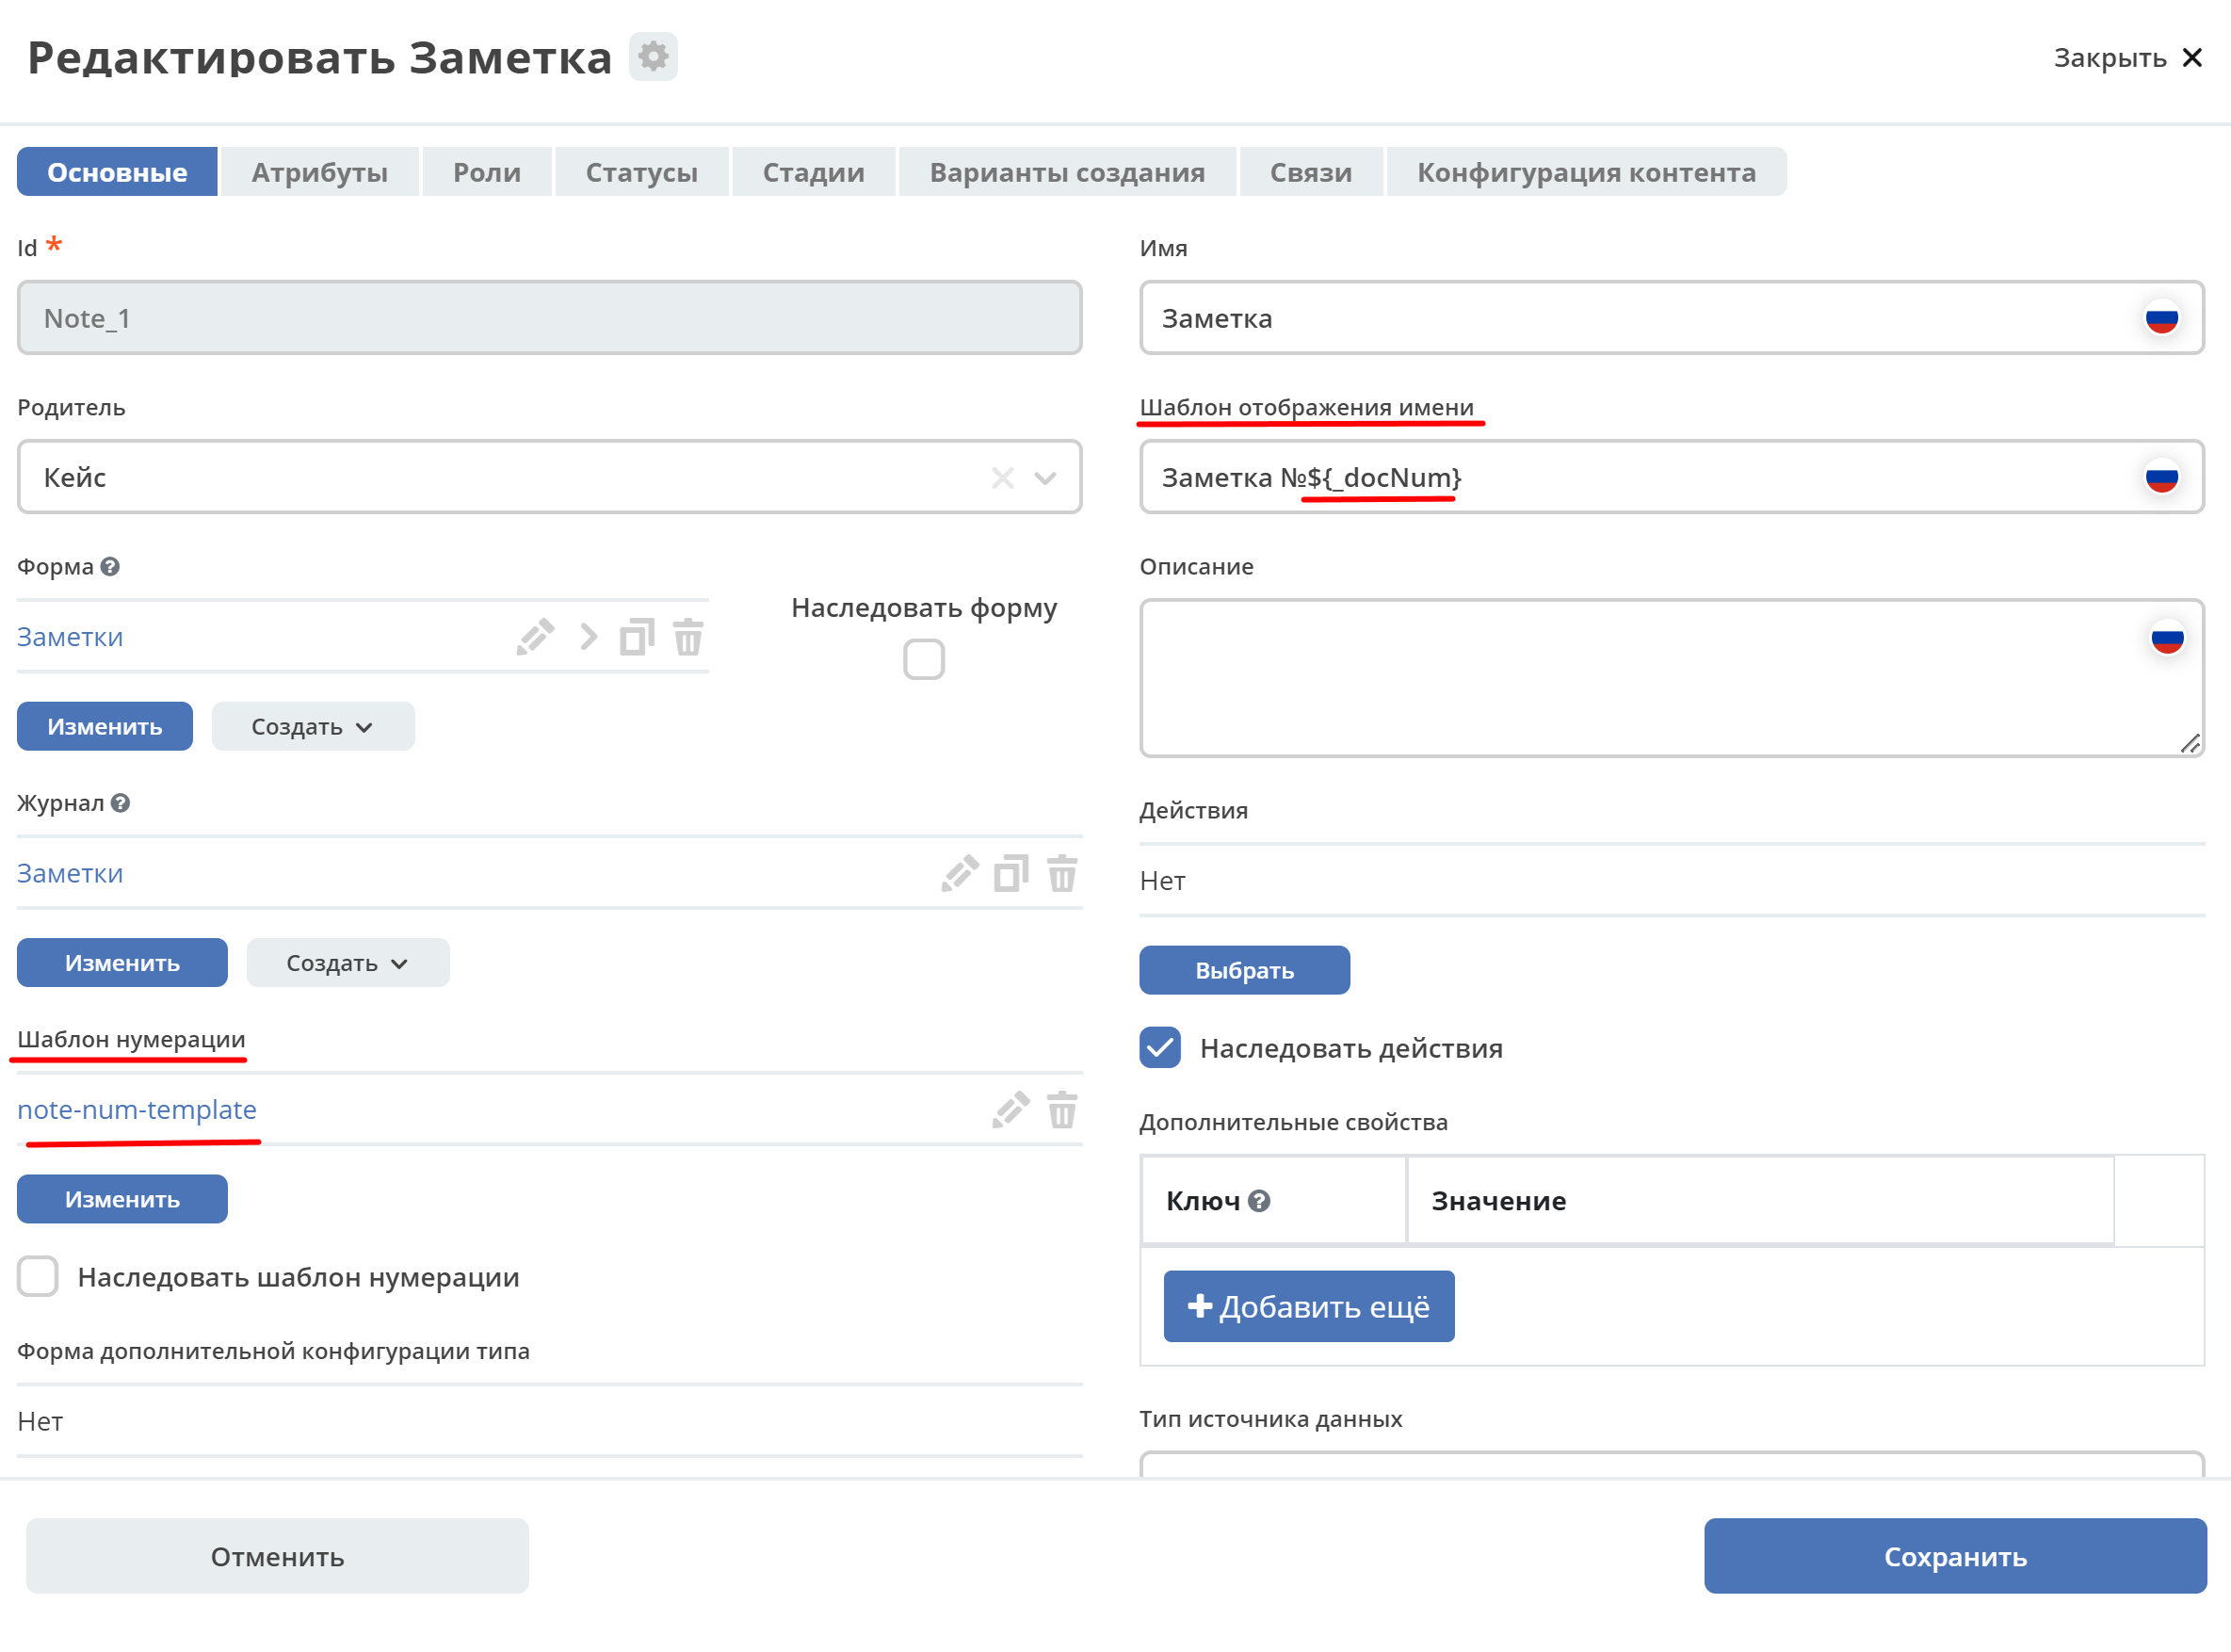 Редактировать Заметка
Закрыть
Основные Атрибуты Роли Статусы Стадии Варианты создания Связи Конфигурация контента
Id *
Note_1
Имя
Заметка
Родитель
Кейс
Шаблон отображения имени
Заметка №${_docNum}
Форма
Заметки
Наследовать форму
Изменить Создать
Описание
Журнал
Заметки
Изменить Создать
Действия
Нет
Выбрать
Наследовать действия
Шаблон нумерации
note-num-template
Изменить
Наследовать шаблон нумерации
Дополнительные свойства
Ключ Значение
Добавить ещё
Форма дополнительной конфигурации типа
Нет
Тип источника данных
Отменить
Сохранить